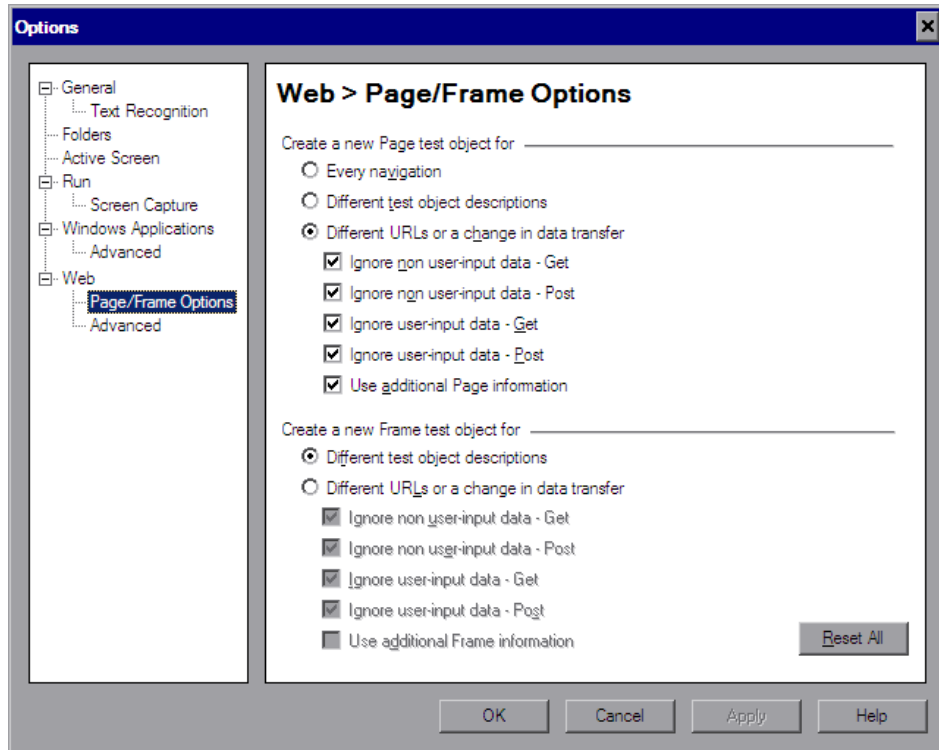 Options
General
Text Recognition
Folders
Active Screen
Run
Screen Capture
Windows Applications
Advanced
Web
Page/Frame Options
Advanced
Web > Page/Frame Options
Create a new Page test object for
Every navigation
Different test object descriptions
Different URLs or a change in data transfer
Ignore non user-input data - Get
Ignore non user-input data - Post
Ignore user-input data - Get
Ignore user-input data - Post
Use additional Page information
Create a new Frame test object for
Different test object descriptions
Different URLs or a change in data transfer
Ignore non user-input data - Get
Ignore non user-input data - Post
Ignore user-input data - Get
Ignore user-input data - Post
Use additional Frame information
Reset All
OK
Cancel
Apply
Help